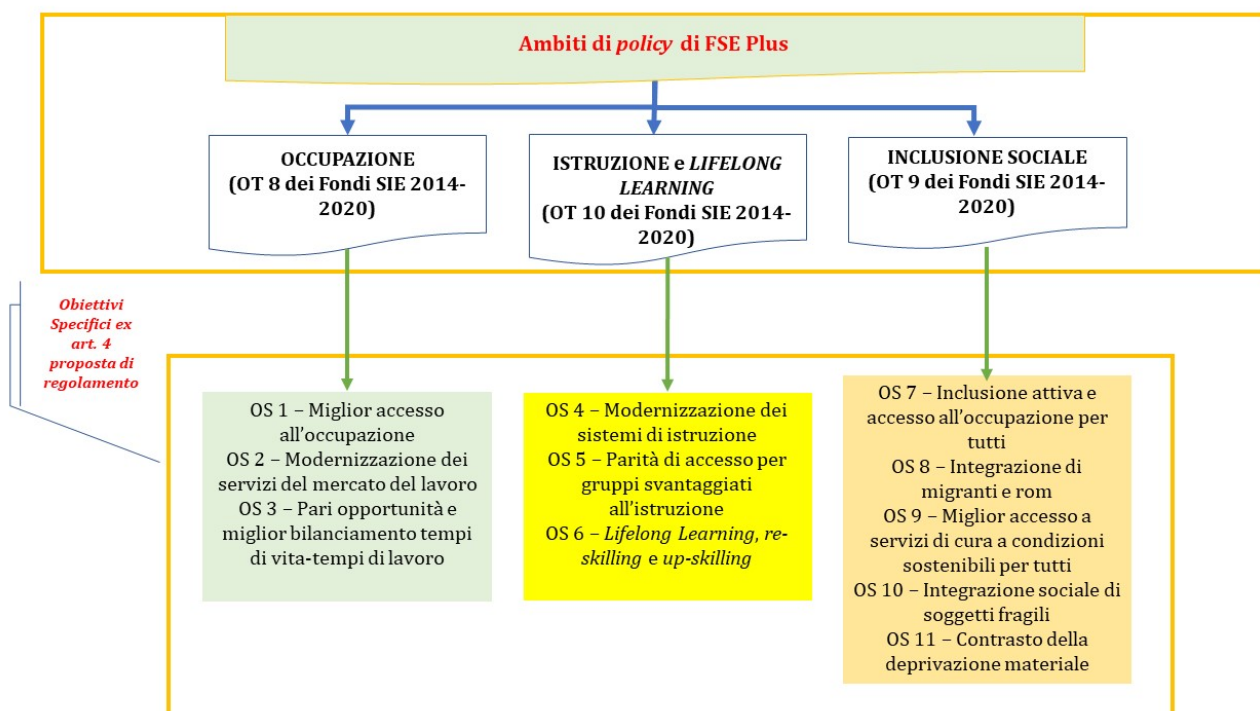 Ambiti di policy di FSE Plus
OCCUPAZIONE
(OT 8 dei Fondi SIE 2014-
2020)
ISTRUZIONE e LIFELONG
LEARNING
(OT 10 dei Fondi SIE 2014-
2020)
INCLUSIONE SOCIALE
(OT 9 dei Fondi SIE 2014-
2020)
Obiettivi
Specifici ex
art. 4
proposta di
regolamento
OS 1 – Miglior accesso
all’occupazione
OS 2 – Modernizzazione dei
servizi del mercato del lavoro
OS 3 – Pari opportunità e
miglior bilanciamento tempi
di vita-tempi di lavoro
OS 4 – Modernizzazione dei
sistemi di istruzione
OS 5 – Parità di accesso per
gruppi svantaggiati
all’istruzione
OS 6 – Lifelong Learning, re-
skilling e up-skilling
OS 7 – Inclusione attiva e
accesso all’occupazione per
tutti
OS 8 – Integrazione di
migranti e rom
OS 9 – Miglior accesso a
servizi di cura a condizioni
sostenibili per tutti
OS 10 – Integrazione sociale di
soggetti fragili
OS 11 – Contrasto della
deprivazione materiale